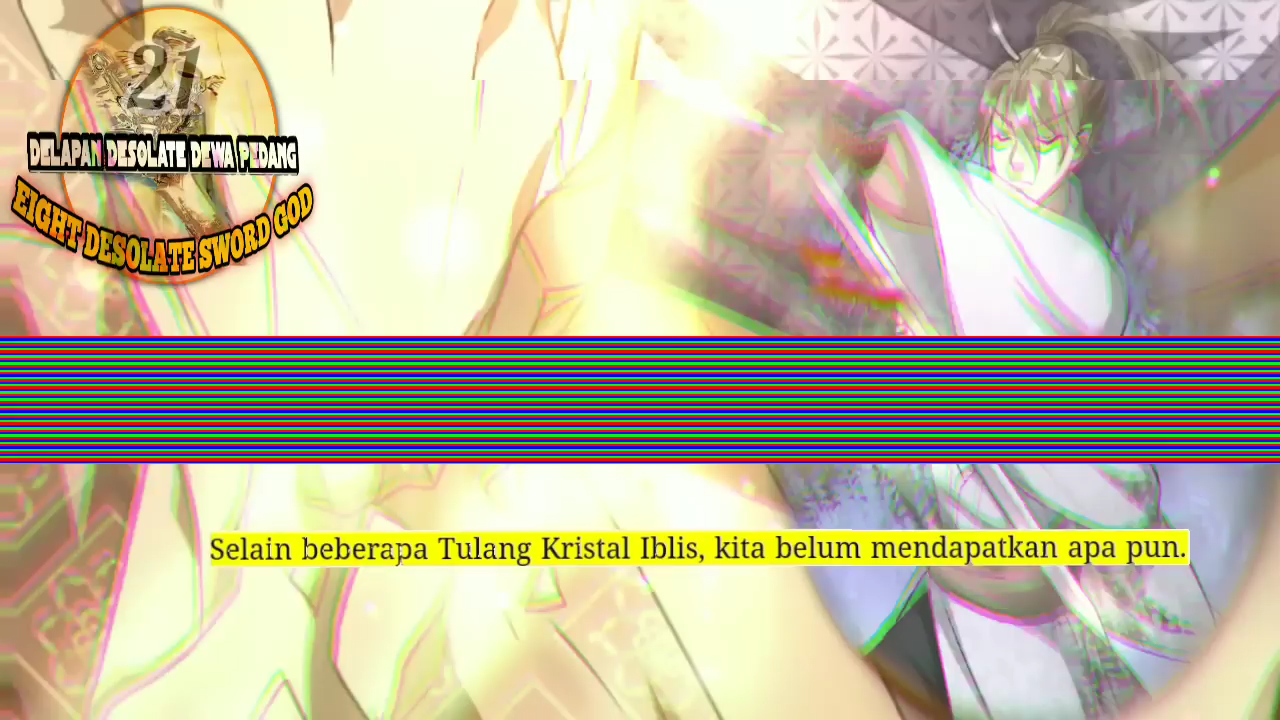 21
DELAPAN DESOLATE DEWA PEDANG
EIGHT DESOLATE SWORD GOD
Selain beberapa Tulang Kristal Iblis, kita belum mendapatkan apa pun.